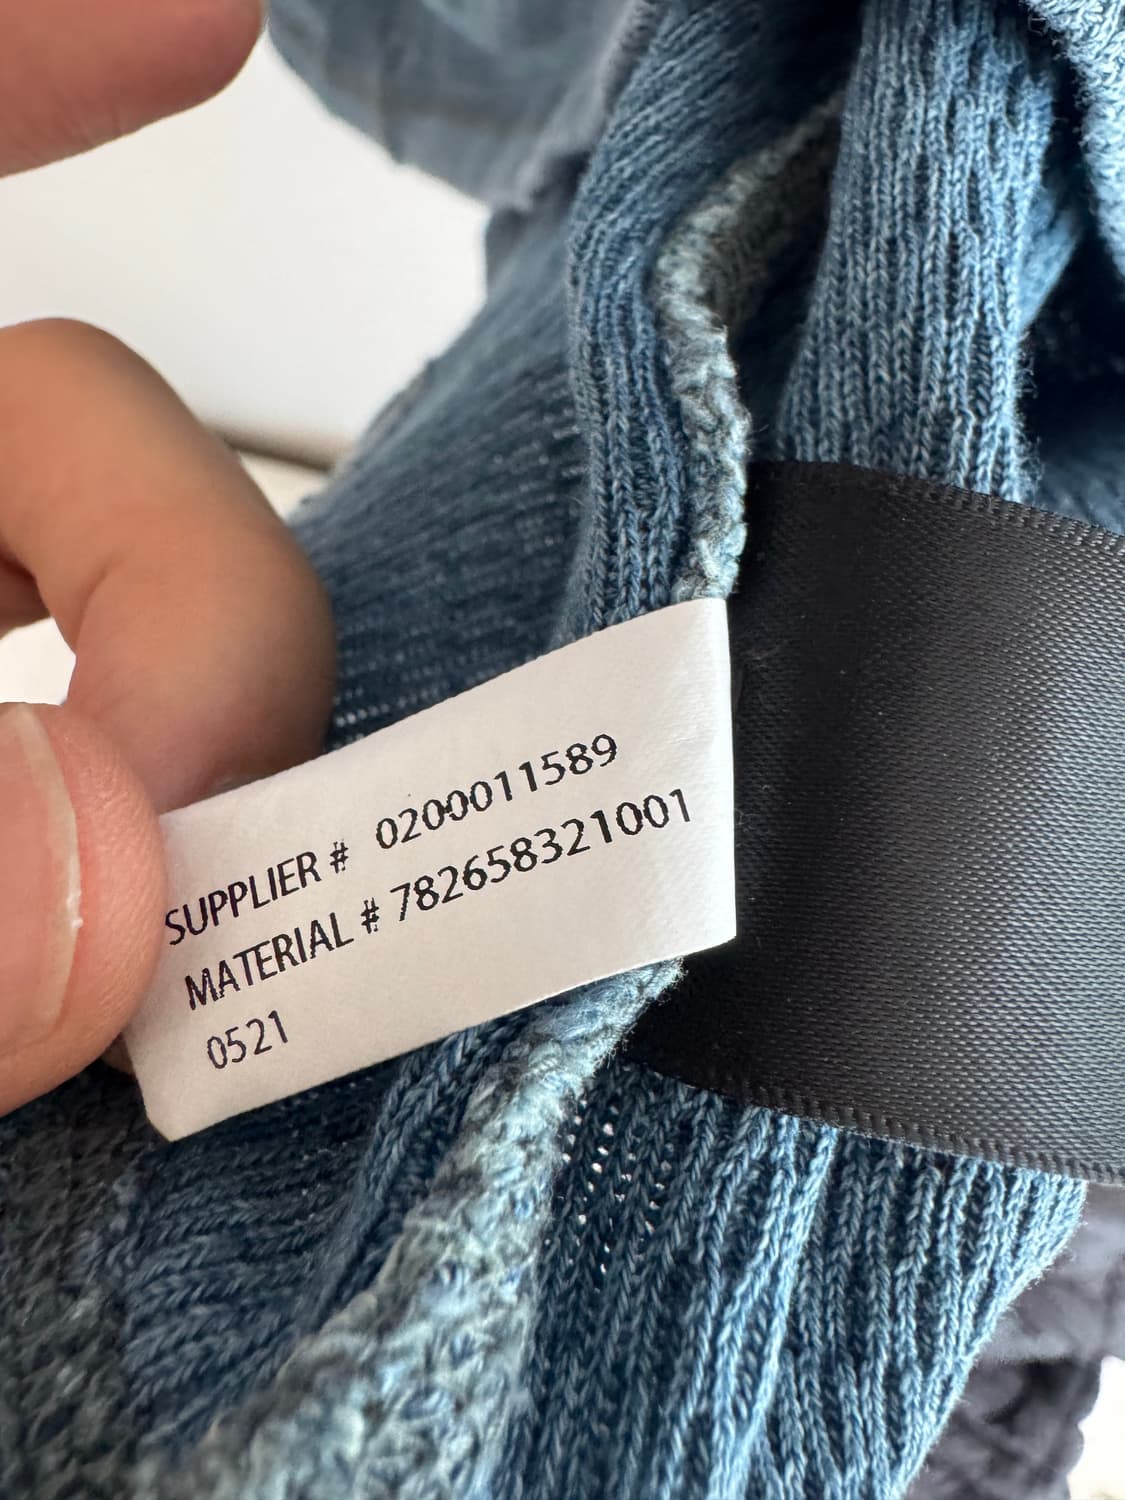 SUPPLIER # 0200011589
MATERIAL # 782658321001
0521